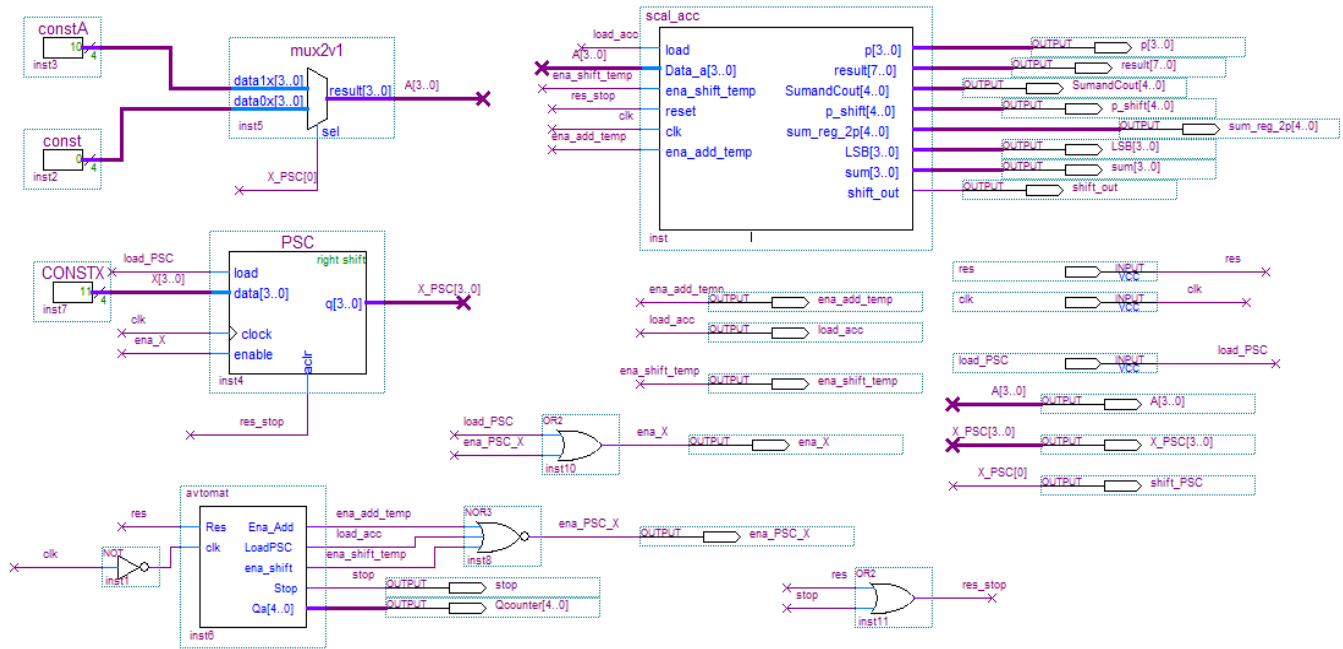 constA
10
4
inst3
mux2v1
data1x[3..0]
data0x[3..0]
result[3..0]
A[3..0]
inst5
sel
const
0
4
inst2
X_PSC[0]
scal_acc
load_acc
A[3..0]
ena_shift_temp
res_stop
clk
ena_add_temp
load
Data_a[3..0]
ena_shift_temp
reset
clk
ena_add_temp
p[3..0]
result[7..0]
SumandCout[4..0]
p_shift[4..0]
sum_reg_2p[4..0]
LSB[3..0]
sum[3..0]
shift_out
inst
OUTPUT p[3..0]
OUTPUT result[7..0]
OUTPUT SumandCout[4..0]
OUTPUT p_shift[4..0]
OUTPUT sum_reg_2p[4..0]
OUTPUT LSB[3..0]
OUTPUT sum[3..0]
OUTPUT shift_out
PSC
right shift
load_PSC
CONSTX
X[3..0]
11
4
inst7
load
data[3..0]
q[3..0]
X_PSC[3..0]
clk
clock
ena_X
enable
aclr
inst4
res_stop
ena_add_temp OUTPUT ena_add_temp
load_acc OUTPUT load_acc
ena_shift_temp OUTPUT ena_shift_temp
res INPUT VCC res
clk INPUT VCC clk
load_PSC INPUT VCC load_PSC
A[3..0] OUTPUT A[3..0]
X_PSC[3..0] OUTPUT X_PSC[3..0]
X_PSC[0] OUTPUT shift_PSC
load_PSC
ena_PSC_X
OR2
inst10
ena_X OUTPUT ena_X
avtomat
res
clk
NOT
inst1
Res
clk
Ena_Add
LoadPSC
ena_shift
Stop
Qa[4..0]
inst6
ena_add_temp
load_acc
ena_shift_temp
stop
NOR3
inst8
ena_PSC_X OUTPUT ena_PSC_X
OUTPUT stop
OUTPUT Qcounter[4..0]
res
stop
OR2
inst11
res_stop